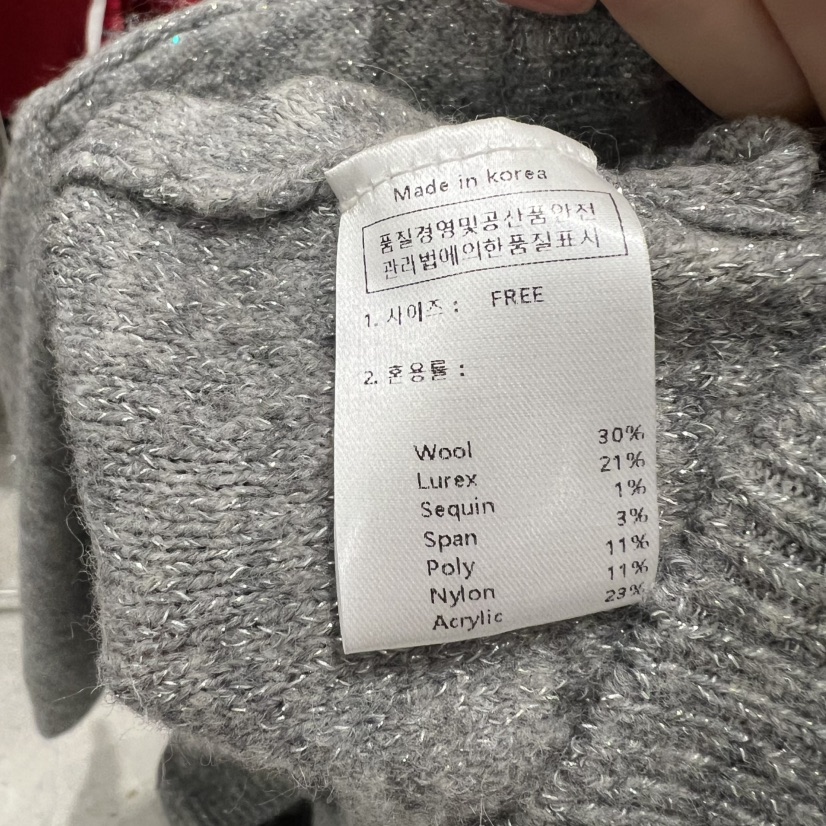 Made in korea
품질경영및공산품안전
관리법에의한품질표시
1. 사이즈 : FREE
2. 혼용률 :
Wool 30%
Lurex 21%
Sequin 1%
Span 3%
Poly 11%
Nylon 11%
Acrylic 23%